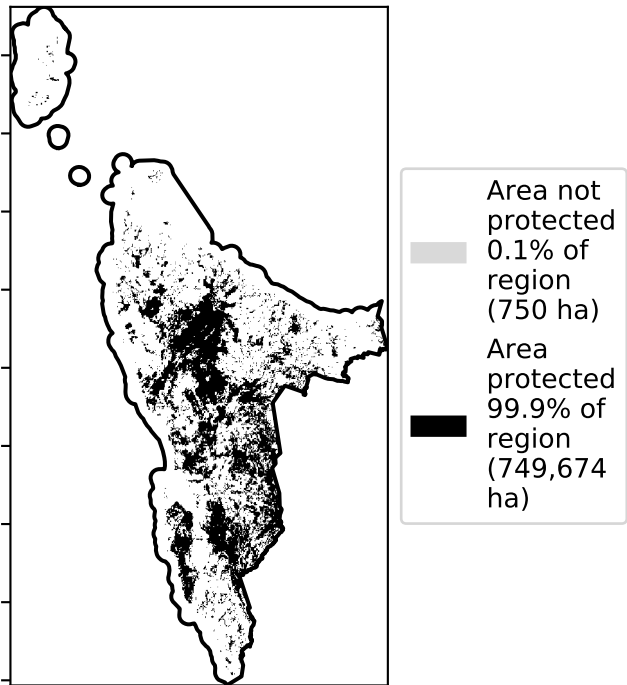 Area not
protected
0.1% of
region
(750 ha)
Area
protected
99.9% of
region
(749,674
ha)